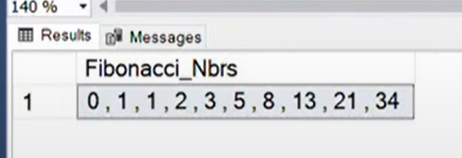 140 %
Results Messages
Fibonacci_Nbrs
1 0 , 1 , 1 , 2 , 3 , 5 , 8 , 13 , 21 , 34